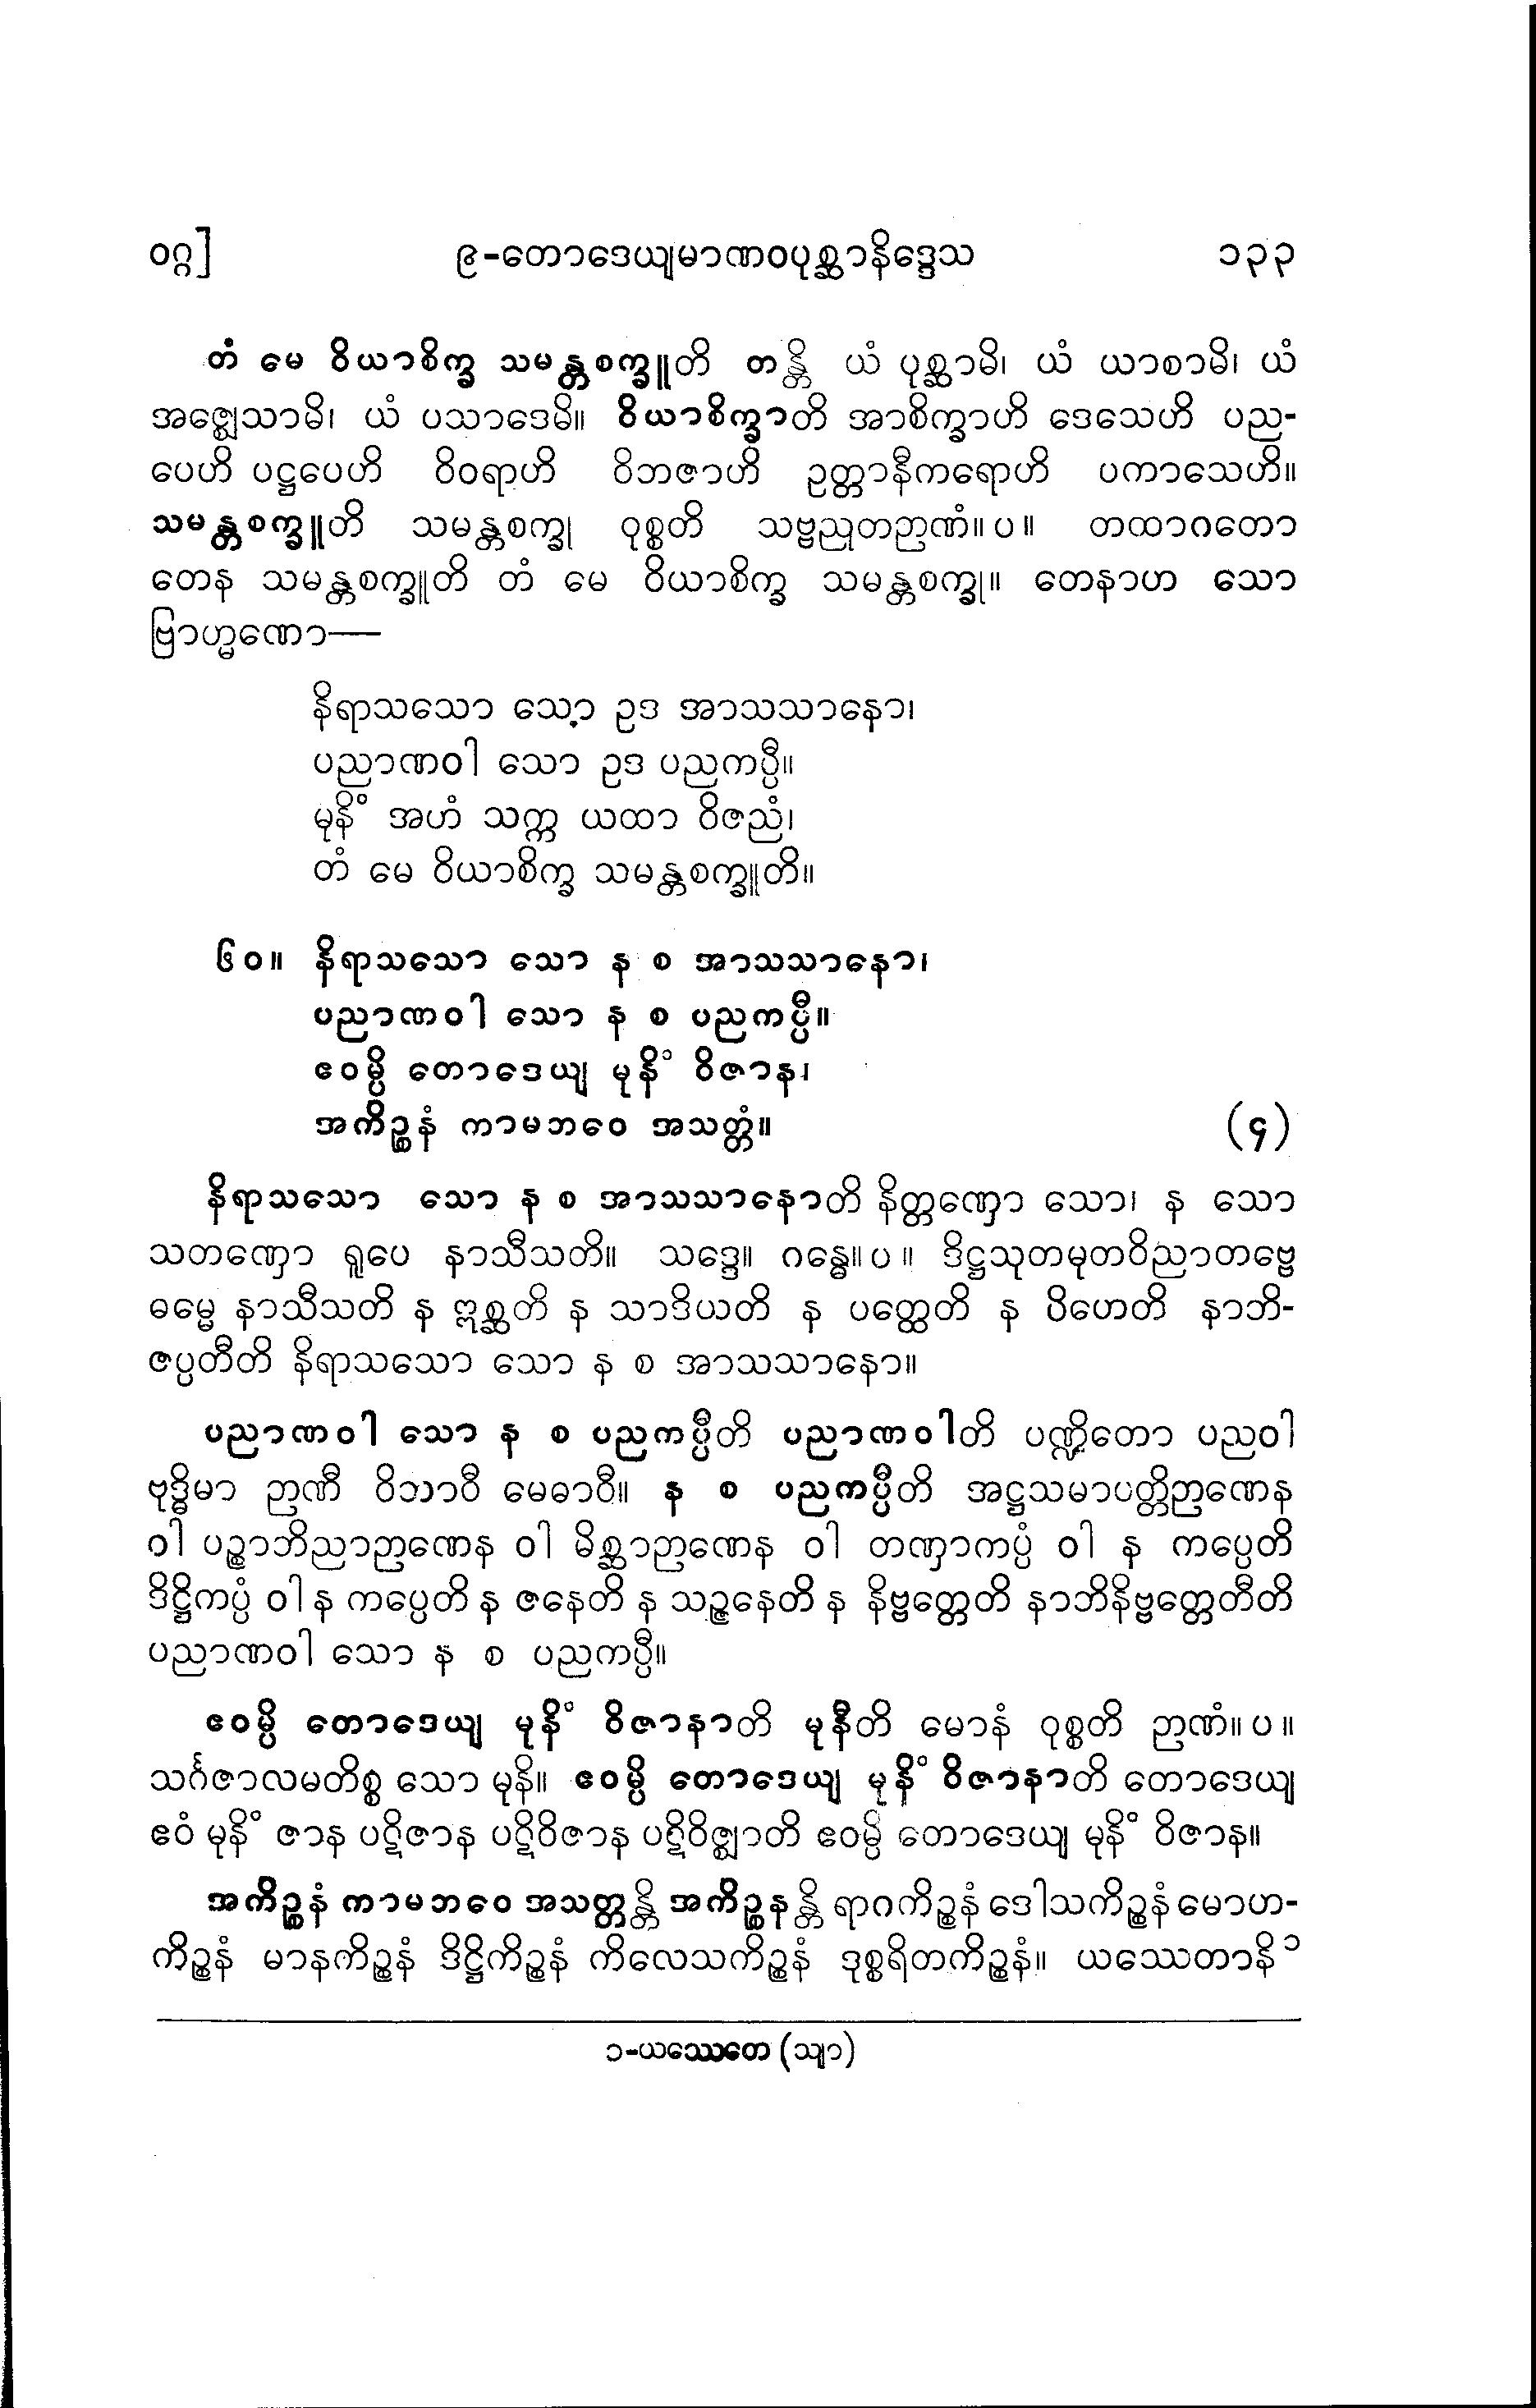 ဝဂ္ဂ] ၉-တောဒေယျမာဏဝပုစ္ဆာနိဒ္ဒေသ ၁၃၃
တံ မေ ဝိယာစိက္ခ သမန္တစက္ခူတိ တန္တိ ယံ ပုစ္ဆာမိ၊ ယံ ယာစာမိ၊ ယံ
အဇ္ဈေသာမိ၊ ယံ ပသာဒေမိ။ ဝိယာစိက္ခာတိ အာစိက္ခာဟိ ဒေသေဟိ ပည-
ပေဟိ ပဋ္ဌပေဟိ ဝိဝရာဟိ ဝိဘဇာဟိ ဥတ္တာနီကရောဟိ ပကာသေဟိ။
သမန္တစက္ခူတိ သမန္တစက္ခု ဝုစ္စတိ သဗ္ဗညုတဉာဏံ။ ပ ။ တထာဂတော
တေန သမန္တစက္ခူတိ တံ မေ ဝိယာစိက္ခ သမန္တစက္ခု။ တေနာဟ သော
ဗြာဟ္မဏော—
နိရာသသော သော့ ဥဒ အာသသာနော၊
ပညာဏဝါ သော ဥဒ ပညကပ္ပီ။
မုနိံ အဟံ သက္က ယထာ ဝိဇညံ၊
တံ မေ ဝိယာစိက္ခ သမန္တစက္ခူတိ။
၆ဝ။ နိရာသသော သော န စ အာသသာနော၊
ပညာဏဝါ သော န စ ပညကပ္ပီ။
ဧဝမ္ပိ တောဒေယျ မုနိံ ဝိဇာန၊
အကိဉ္စနံ ကာမဘဝေ အသတ္တံ။ (၄)
နိရာသသော သော န စ အာသသာနောတိ နိတ္တဏှော သော၊ န သော
သတဏှော ရူပေ နာသီသတိ။ သဒ္ဒေ။ ဂန္ဓေ။ ပ ။ ဒိဋ္ဌသုတမုတဝိညာတဗ္ဗေ
ဓမ္မေ နာသီသတိ န ဣစ္ဆတိ န သာဒိယတိ န ပတ္ထေတိ န ပိဟေတိ နာဘိ-
ဇပ္ပတီတိ နိရာသသော သော န စ အာသသာနော။
ပညာဏဝါ သော န စ ပညကပ္ပီတိ ပညာဏဝါတိ ပဏ္ဍိတော ပညဝါ
ဗုဒ္ဓိမာ ဉာဏီ ဝိဘာဝီ မေဓာဝီ။ န စ ပညကပ္ပီတိ အဋ္ဌသမာပတ္တိဉာဏေန
ဝါ ပဉ္စာဘိညာဉာဏေန ဝါ မိစ္ဆာဉာဏေန ဝါ တဏှာကပ္ပံ ဝါ န ကပ္ပေတိ
ဒိဋ္ဌိကပ္ပံ ဝါ န ကပ္ပေတိ န ဇနေတိ န သဉ္ဇနေတိ န နိဗ္ဗတ္တေတိ နာဘိနိဗ္ဗတ္တေတီတိ
ပညာဏဝါ သော န စ ပညကပ္ပီ။
ဧဝမ္ပိ တောဒေယျ မုနိံ ဝိဇာနာတိ မုနီတိ မောနံ ဝုစ္စတိ ဉာဏံ။ ပ ။
သင်္ဂဇာလမတိစ္စ သော မုနိ။ ဧဝမ္ပိ တောဒေယျ မုနိံ ဝိဇာနာတိ တောဒေယျ
ဧဝံ မုနိံ ဇာန ပဋိဇာန ပဋိဝိဇာန ပဋိဝိဇ္ဈာတိ ဧဝမ္ပိ တောဒေယျ မုနိံ ဝိဇာန။
အကိဉ္စနံ ကာမဘဝေ အသတ္တန္တိ အကိဉ္စနန္တိ ရာဂကိဉ္စနံ ဒေါသကိဉ္စနံ မောဟ-
ကိဉ္စနံ မာနကိဉ္စနံ ဒိဋ္ဌိကိဉ္စနံ ကိလေသကိဉ္စနံ ဒုစ္စရိတကိဉ္စနံ။ ယဿေတာနိ ၁
၁-ယဿေတေ (သျာ)